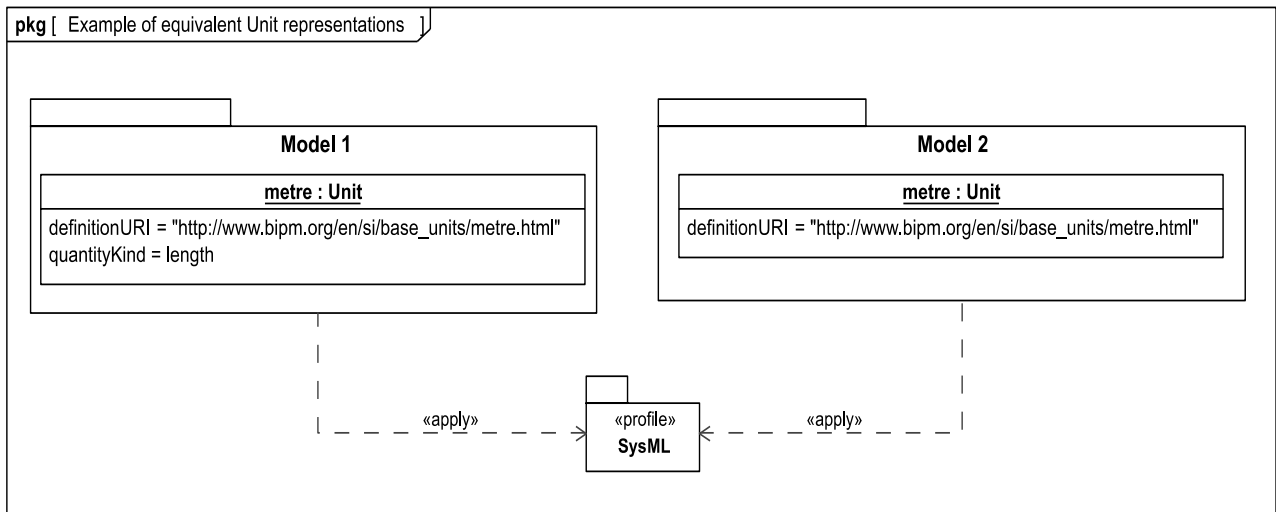 pkg [ Example of equivalent Unit representations ]
Model 1
metre : Unit
definitionURI = "http://www.bipm.org/en/si/base_units/metre.html"
quantityKind = length
Model 2
metre : Unit
definitionURI = "http://www.bipm.org/en/si/base_units/metre.html"
«apply»
«profile»
SysML
«apply»